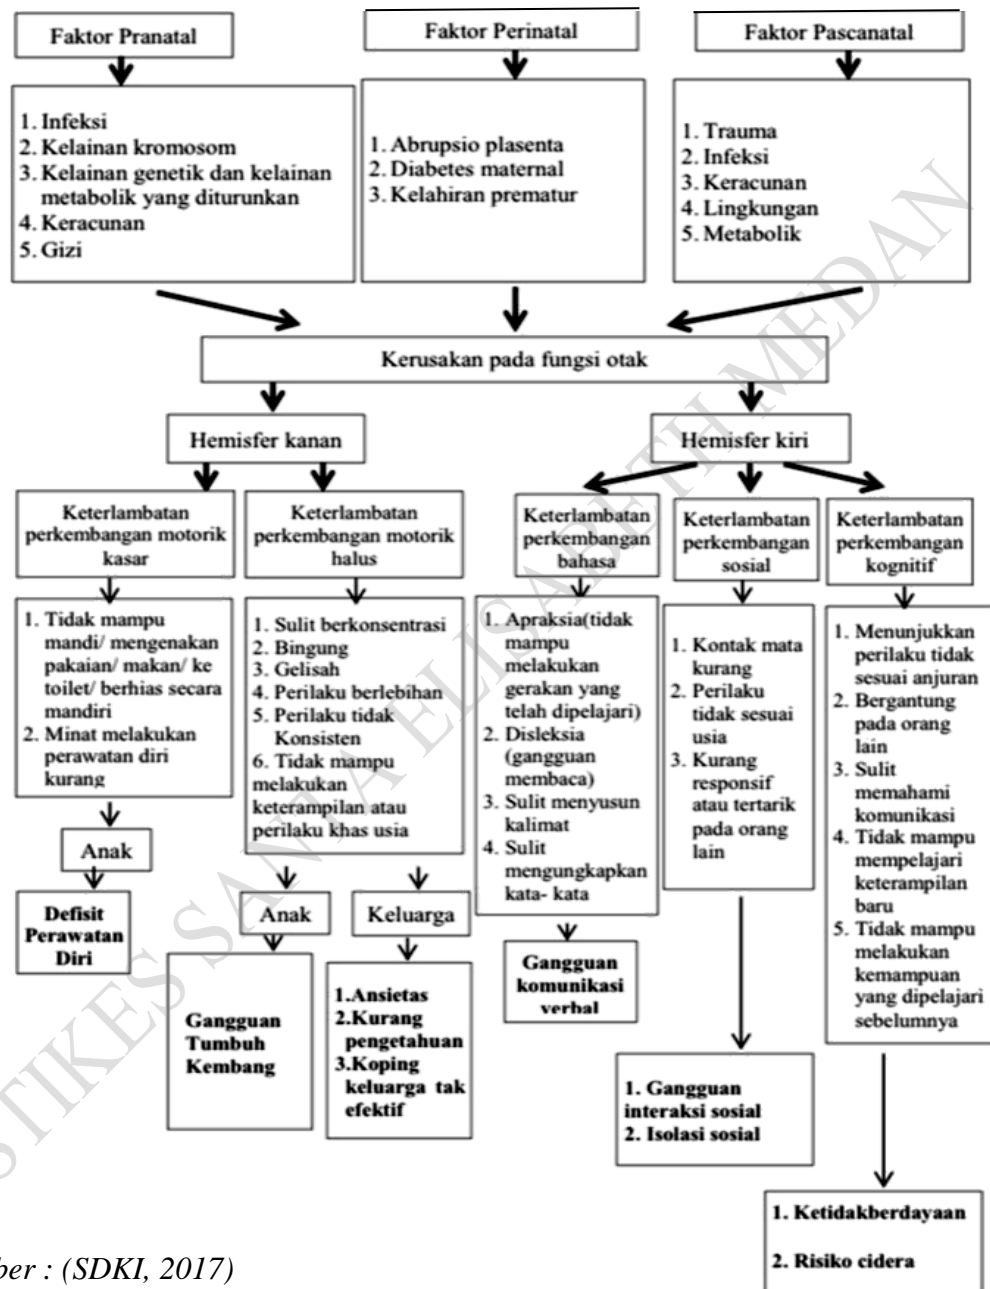 Faktor Pranatal
Faktor Perinatal
Faktor Pascanatal
1. Infeksi
2. Kelainan kromosom
3. Kelainan genetik dan kelainan
metabolik yang diturunkan
4. Keracunan
5. Gizi
1. Abrupsio plasenta
2. Diabetes maternal
3. Kelahiran prematur
1. Trauma
2. Infeksi
3. Keracunan
4. Lingkungan
5. Metabolik
Kerusakan pada fungsi otak
Hemisfer kanan
Hemisfer kiri
Keterlambatan
perkembangan motorik
kasar
Keterlambatan
perkembangan motorik
halus
Keterlambatan
perkembangan
bahasa
Keterlambatan
perkembangan
sosial
Keterlambatan
perkembangan
kognitif
1. Tidak mampu
mandi/ mengenakan
pakaian/ makan/ ke
toilet/ berhias secara
mandiri
2. Minat melakukan
perawatan diri
kurang
1. Sulit berkonsentrasi
2. Bingung
3. Gelisah
4. Perilaku berlebihan
5. Perilaku tidak
Konsisten
6. Tidak mampu
melakukan
keterampilan atau
perilaku khas usia
1. Apraksia(tidak
mampu
melakukan
gerakan yang
telah dipelajari)
2. Disleksia
(gangguan
membaca)
3. Sulit menyusun
kalimat
4. Sulit
mengungkapkan
kata- kata
1. Kontak mata
kurang
2. Perilaku
tidak sesuai
usia
3. Kurang
responsif
atau tertarik
pada orang
lain
1. Menunjukkan
perilaku tidak
sesuai anjuran
2. Bergantung
pada orang
lain
3. Sulit
memahami
komunikasi
4. Tidak mampu
mempelajari
keterampilan
baru
5. Tidak mampu
melakukan
kemampuan
yang dipelajari
sebelumnya
Anak
Anak
Keluarga
Defisit
Perawatan
Diri
Gangguan
Tumbuh
Kembang
1.Ansietas
2.Kurang
pengetahuan
3.Koping
keluarga tak
efektif
Gangguan
komunikasi
verbal
1. Gangguan
interaksi sosial
2. Isolasi sosial
1. Ketidakberdayaan
2. Risiko cidera
ber : (SDKI, 2017)
STIKES SANTA ELISABETH MEDAN